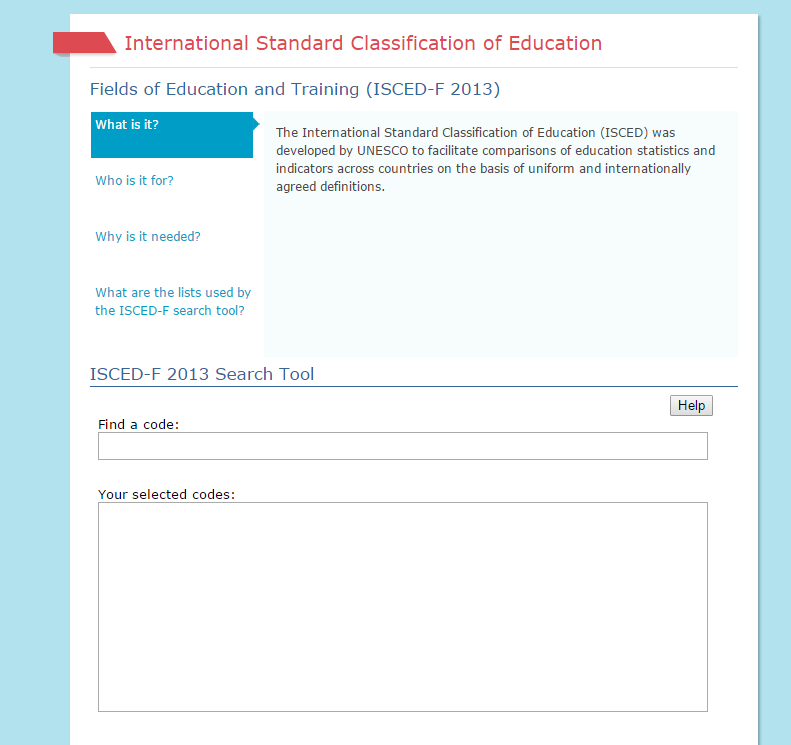 International Standard Classification of Education
Fields of Education and Training (ISCED-F 2013)
What is it?
Who is it for?
Why is it needed?
What are the lists used by
the ISCED-F search tool?
The International Standard Classification of Education (ISCED) was
developed by UNESCO to facilitate comparisons of education statistics and
indicators across countries on the basis of uniform and internationally
agreed definitions.
ISCED-F 2013 Search Tool
Help
Find a code:
Your selected codes: